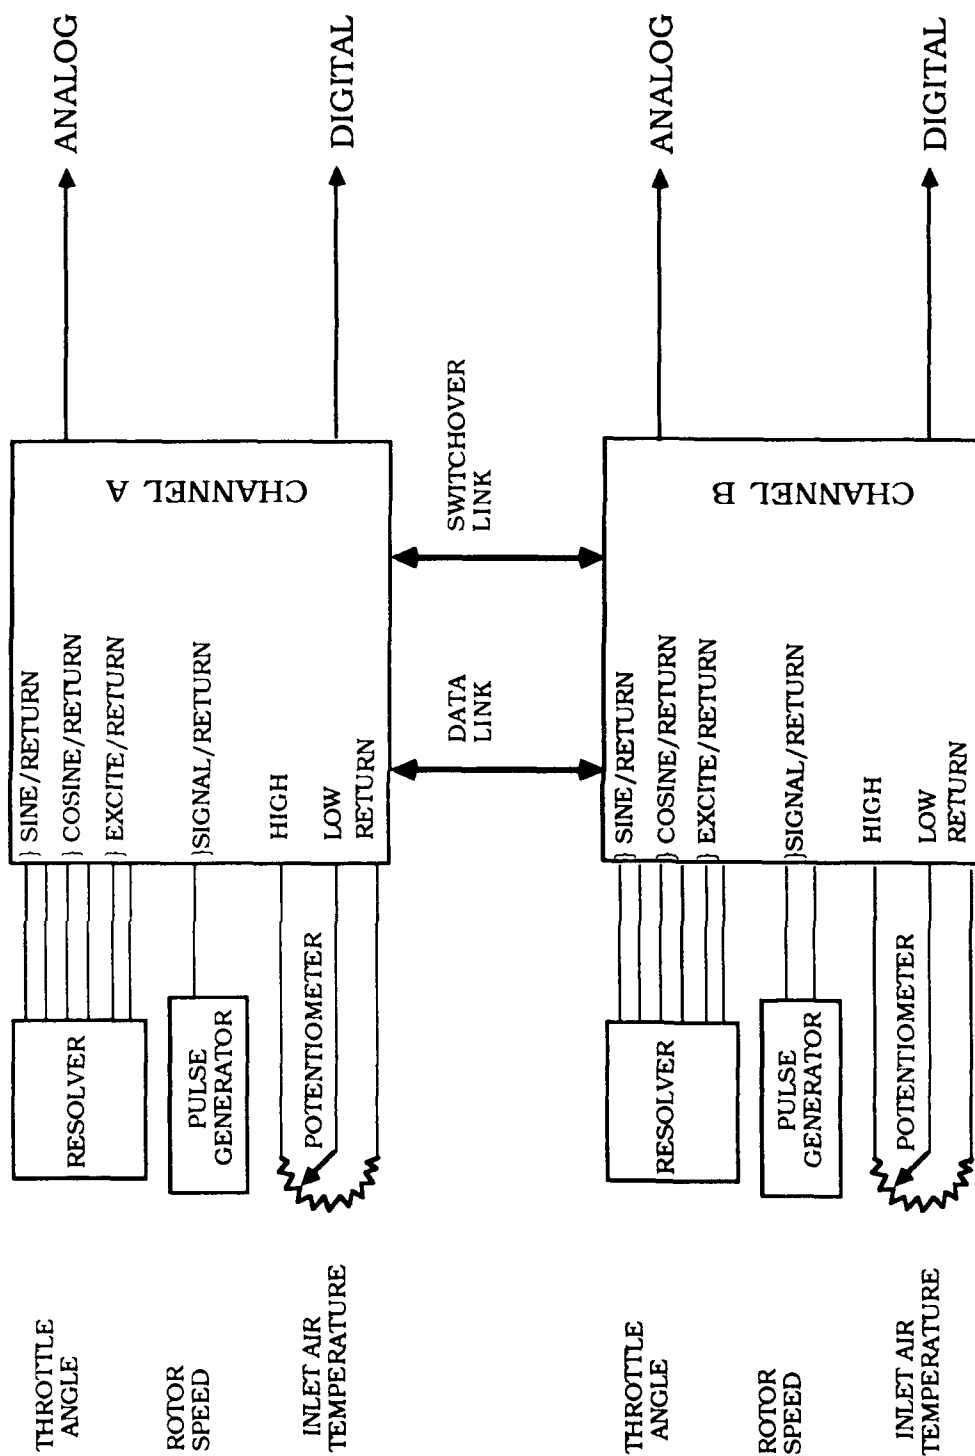 THROTTLE
ANGLE
RESOLVER
} SINE/RETURN
} COSINE/RETURN
} EXCITE/RETURN
ROTOR
SPEED
PULSE
GENERATOR
}SIGNAL/RETURN
INLET AIR
TEMPERATURE
POTENTIOMETER
HIGH
LOW
RETURN
CHANNEL A
ANALOG
DIGITAL
DATA
LINK
SWITCHOVER
LINK
THROTTLE
ANGLE
RESOLVER
} SINE/RETURN
} COSINE/RETURN
} EXCITE/RETURN
ROTOR
SPEED
PULSE
GENERATOR
}SIGNAL/RETURN
INLET AIR
TEMPERATURE
POTENTIOMETER
HIGH
LOW
RETURN
CHANNEL B
ANALOG
DIGITAL